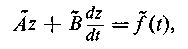 Ãz + B̃ dz/dt = f̃(t),